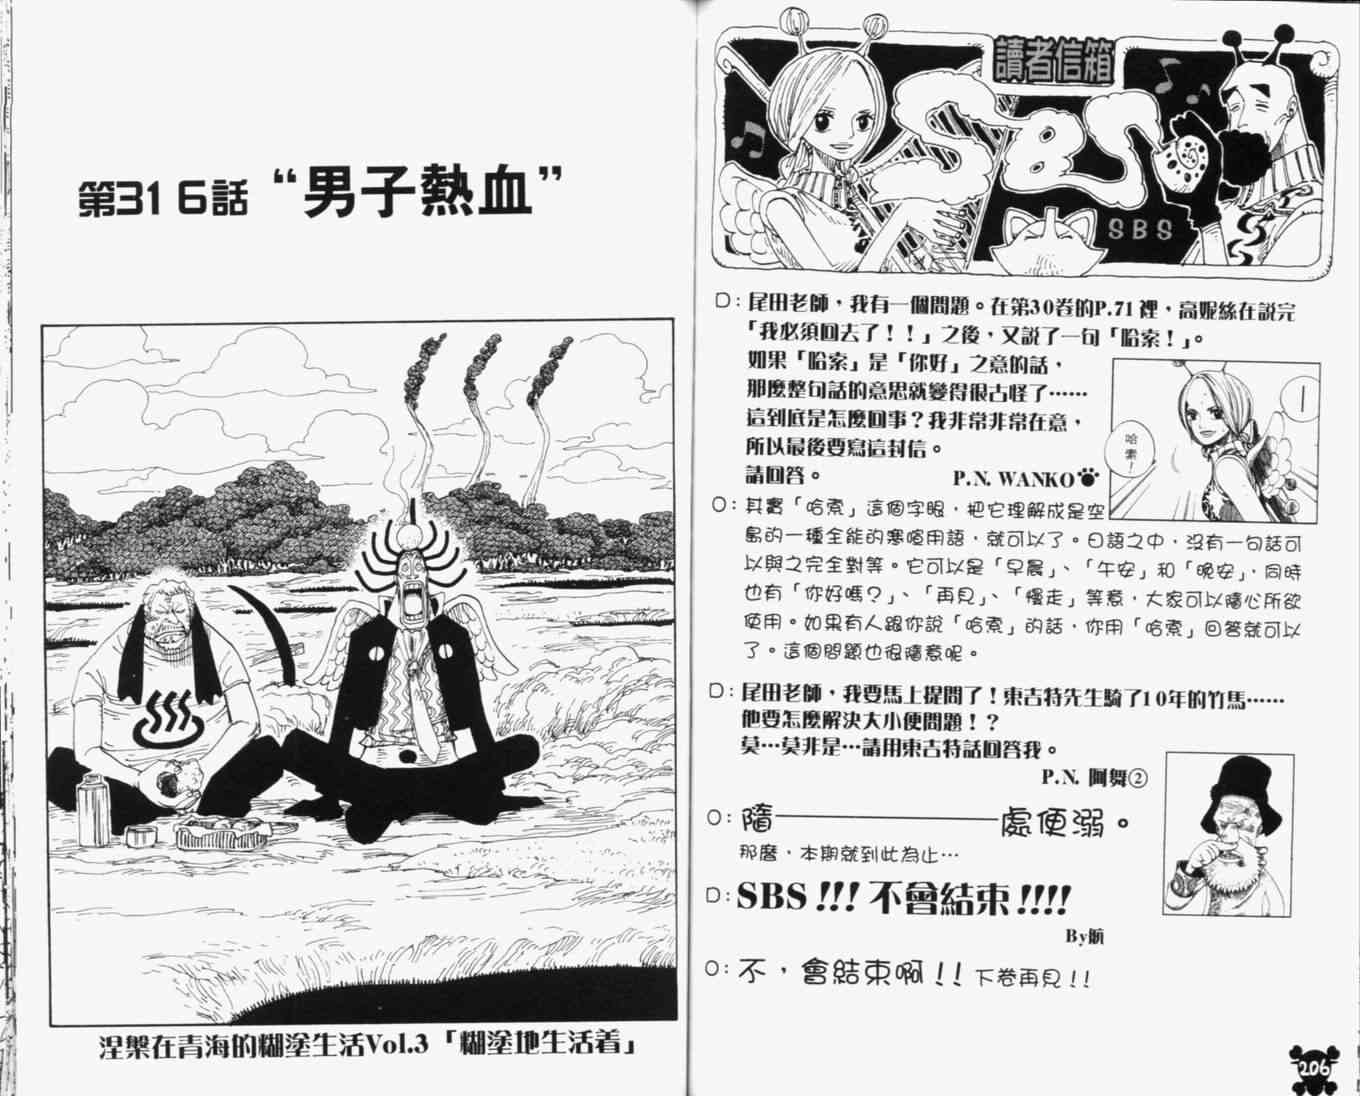 讀者信箱
SBS
SBS
D：尾田老師，我有一個問題。在第30卷的P.71裡，高妮絲在說完
「我必須回去了！！」之後，又說了一句「哈索！」。
如果「哈索」是「你好」之意的話，
那麼整句話的意思就變得很古怪了……
這到底是怎麼回事？我非常非常在意，
所以最後要寫這封信。
請回答。
P.N. WANKO
哈索！
O：其實「哈索」這個字眼，把它理解成是空
島的一種全能的寒喧用語，就可以了。日語之中，沒有一句話可
以與之完全對等。它可以是「早晨」、「午安」和「晚安」，同時
也有「你好嗎？」、「再見」、「慢走」等意，大家可以隨心所欲
使用。如果有人跟你說「哈索」的話，你用「哈索」回答就可以
了。這個問題也很隨意呢。
D：尾田老師，我要馬上提問了！東吉特先生騎了10年的竹馬……
他要怎麼解決大小便問題！？
莫…莫非是…請用東吉特話回答我。
P.N. 阿舞②
O：隨————處便溺。
那麼，本期就到此為止…
D：SBS!!!不會結束!!!!
By航
O：不，會結束啊！！下卷再見！！
206
第316話 “男子熱血”
涅槃在青海的糊塗生活Vol.3「糊塗地生活着」